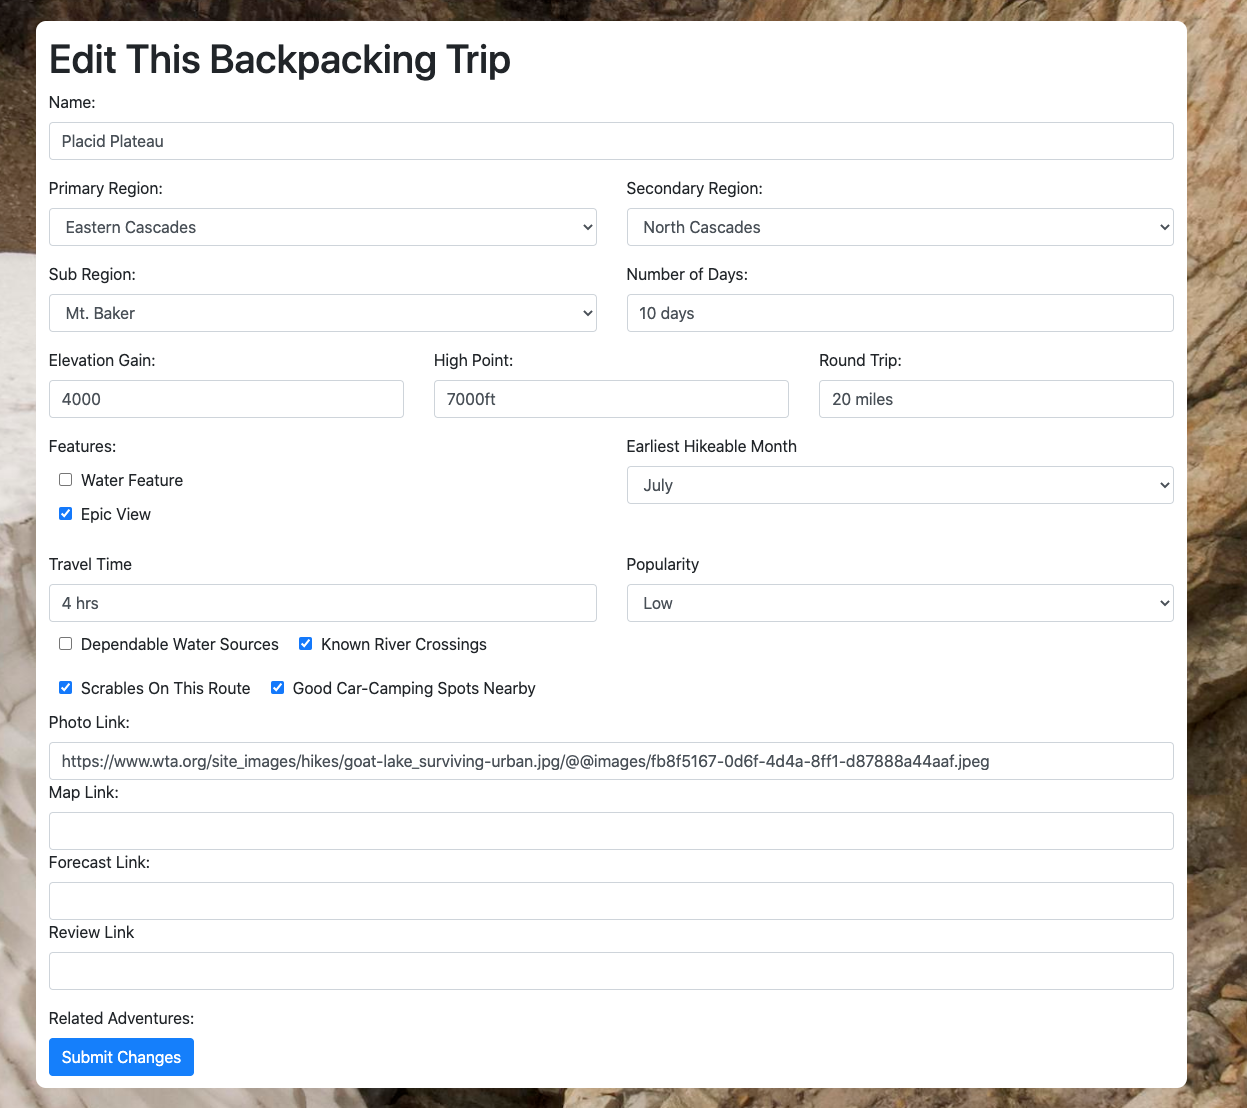 Edit This Backpacking Trip
Name:
Placid Plateau
Primary Region:
Secondary Region:
Eastern Cascades
North Cascades
Sub Region:
Number of Days:
Mt. Baker
10 days
Elevation Gain:
High Point:
Round Trip:
4000
7000ft
20 miles
Features:
Earliest Hikeable Month
Water Feature
July
Epic View
Travel Time
Popularity
4 hrs
Low
Dependable Water Sources
Known River Crossings
Scrables On This Route
Good Car-Camping Spots Nearby
Photo Link:
https://www.wta.org/site_images/hikes/goat-lake_surviving-urban.jpg/@@images/fb8f5167-0d6f-4d4a-8ff1-d87888a44aaf.jpeg
Map Link:
Forecast Link:
Review Link
Related Adventures:
Submit Changes